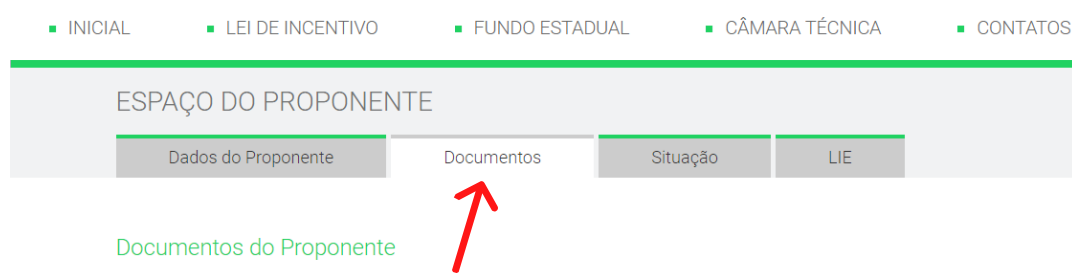 INICIAL LEI DE INCENTIVO FUNDO ESTADUAL CÂMARA TÉCNICA CONTATOS
ESPAÇO DO PROPONENTE
Dados do Proponente Documentos Situação LIE
Documentos do Proponente